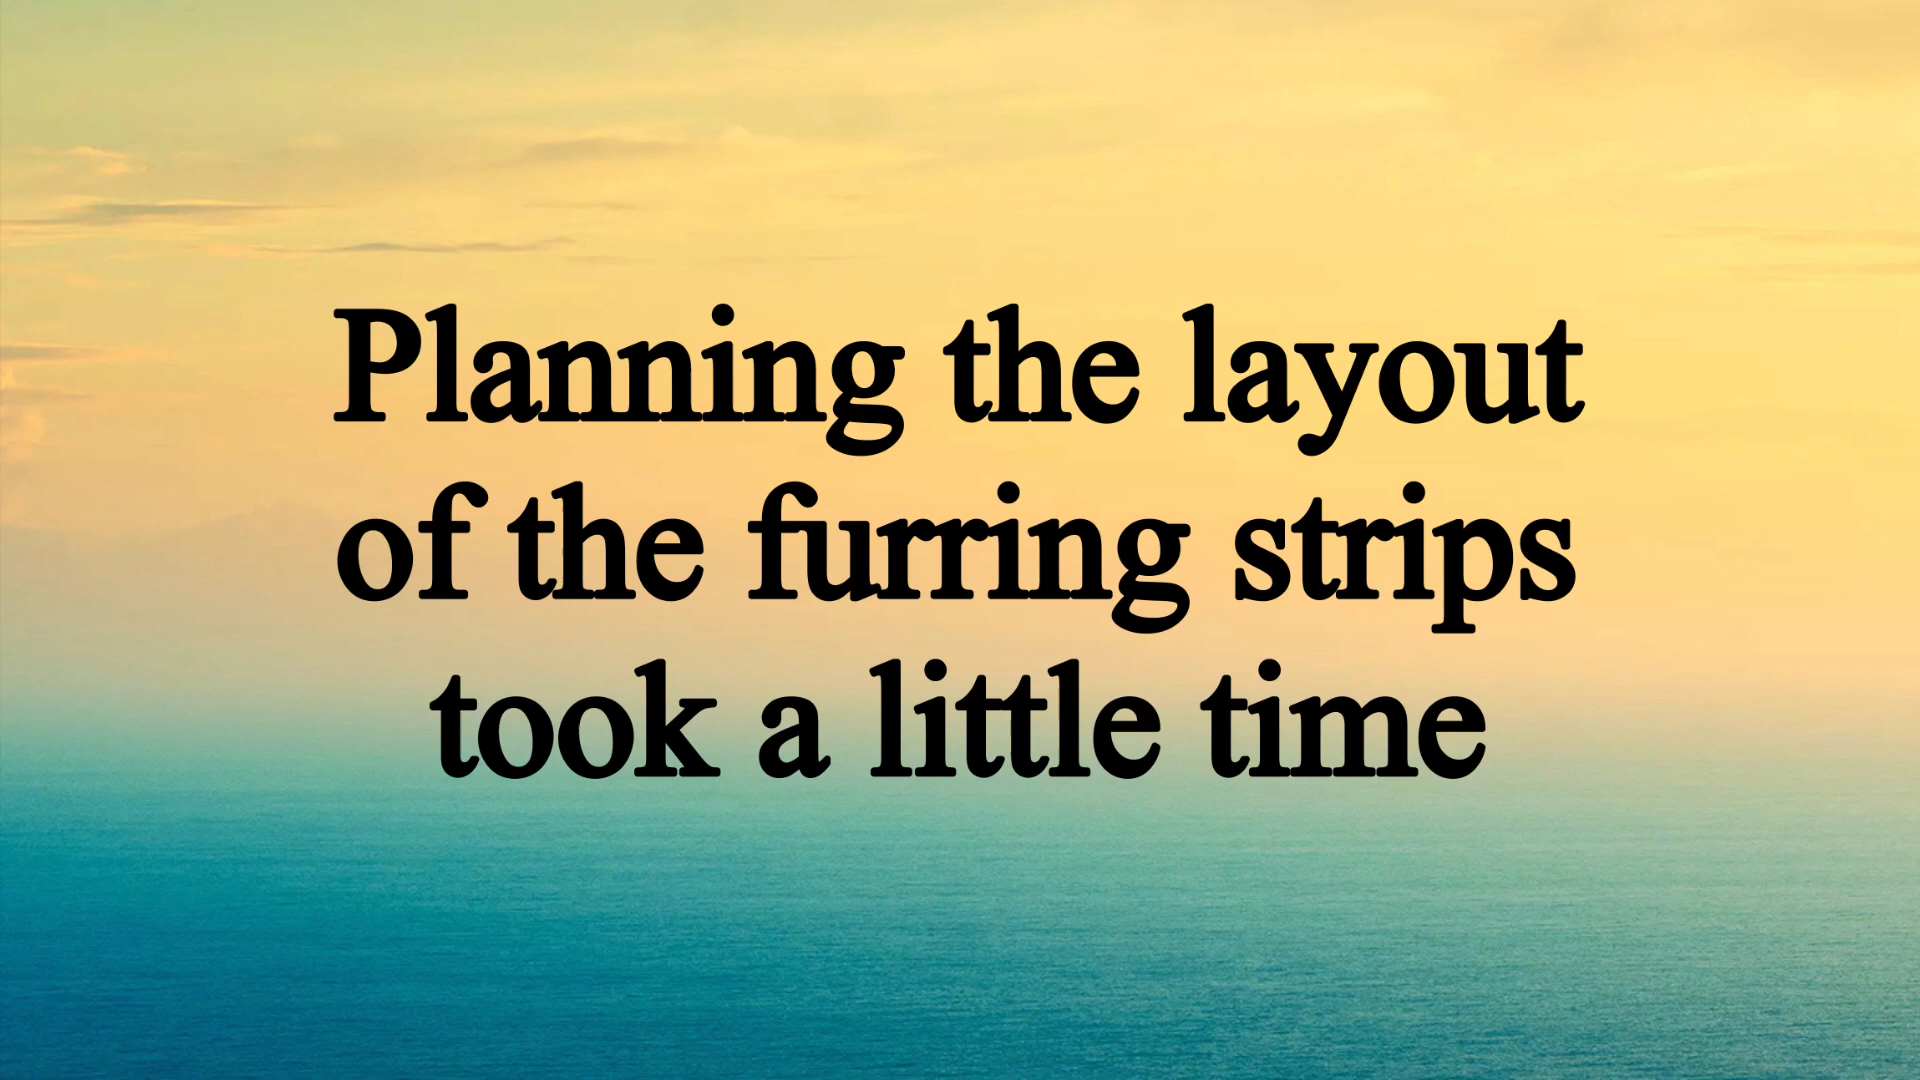 Planning the layout
of the furring strips
took a little time